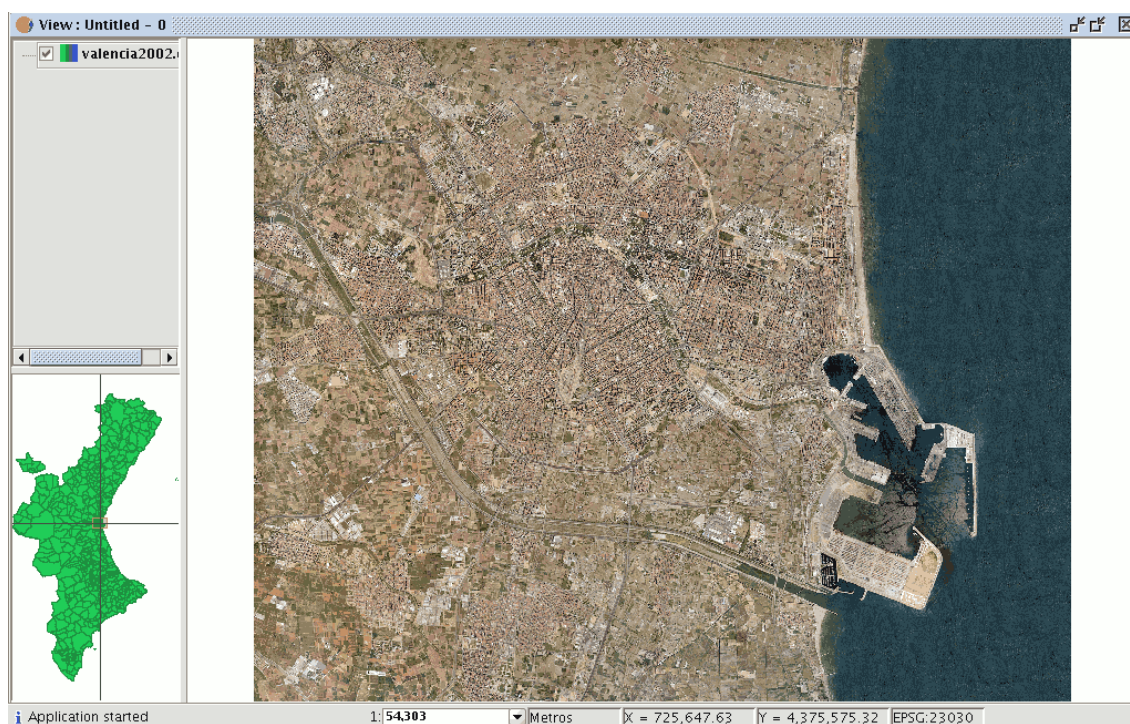 View : Untitled - 0
valencia2002.
Application started
1: 54,303
Metros
X = 725,647.63
Y = 4,375,575.32
EPSG:23030